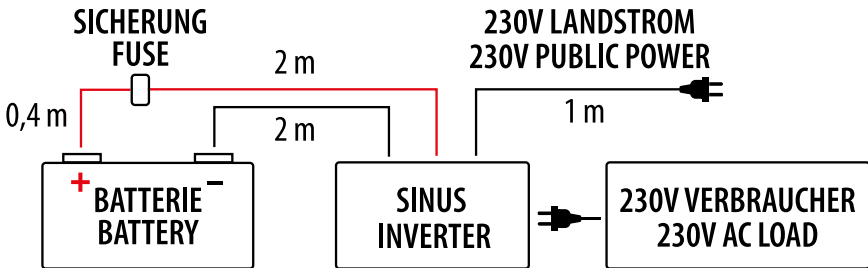 SICHERUNG
FUSE
230V LANDSTROM
230V PUBLIC POWER
2 m
0,4 m
2 m
1 m
+
–
BATTERIE
BATTERY
SINUS
INVERTER
230V VERBRAUCHER
230V AC LOAD